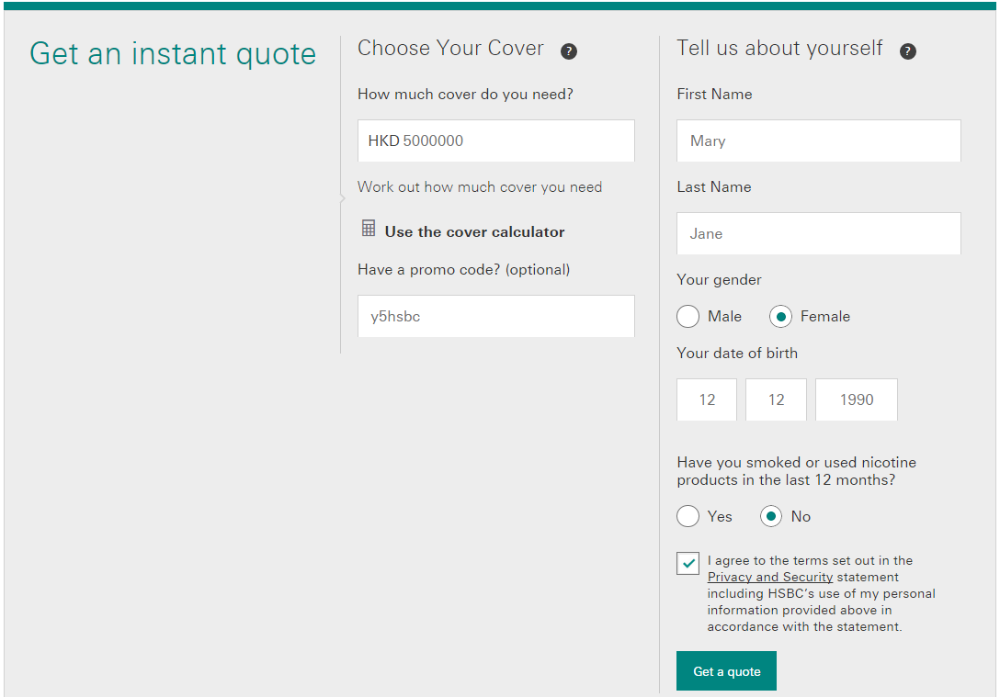 Get an instant quote
Choose Your Cover ?
How much cover do you need?
HKD 5000000
Work out how much cover you need
Use the cover calculator
Have a promo code? (optional)
y5hsbc
Tell us about yourself ?
First Name
Mary
Last Name
Jane
Your gender
Male Female
Your date of birth
12 12 1990
Have you smoked or used nicotine
products in the last 12 months?
Yes No
I agree to the terms set out in the
Privacy and Security statement
including HSBC's use of my personal
information provided above in
accordance with the statement.
Get a quote